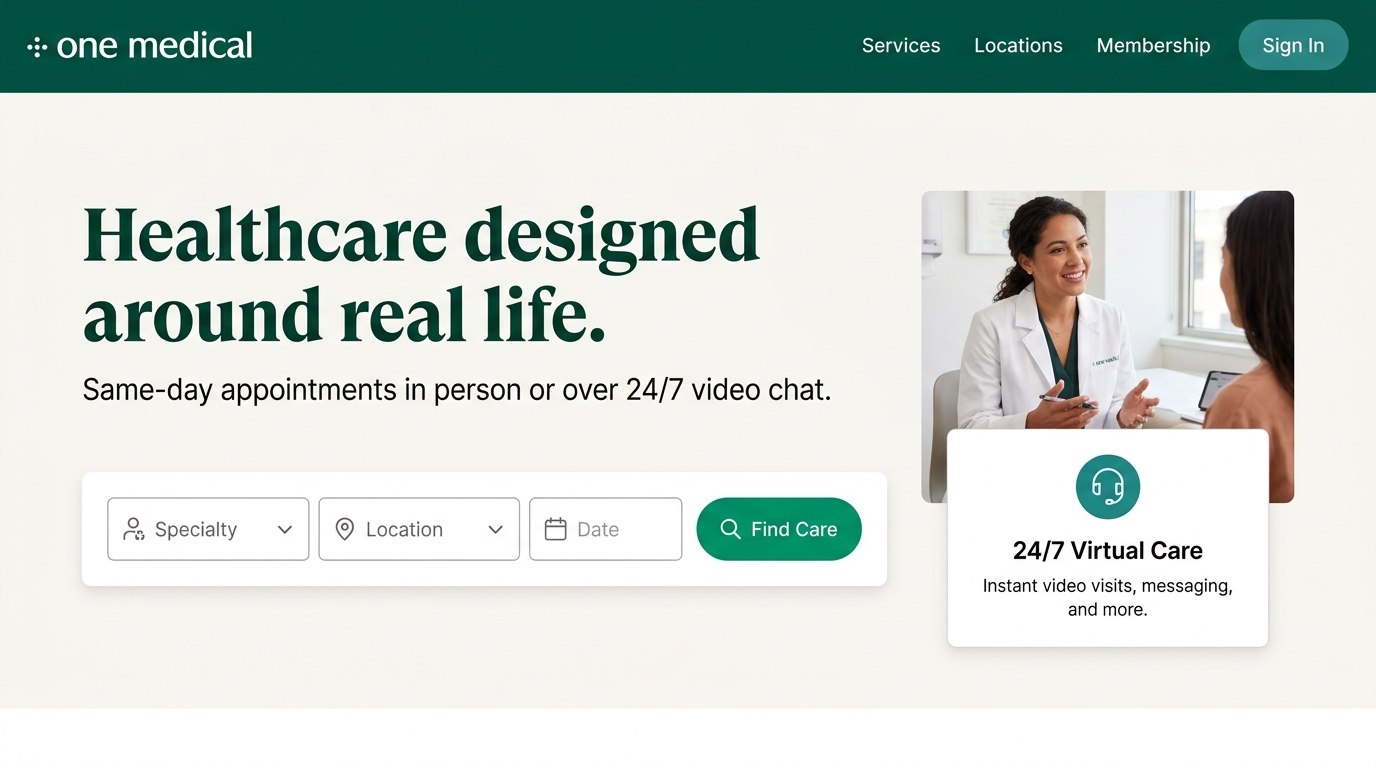 one medical
Services
Locations
Membership
Sign In
Healthcare designed
around real life.
Same-day appointments in person or over 24/7 video chat.
Specialty
Location
Date
Find Care
24/7 Virtual Care
Instant video visits, messaging,
and more.